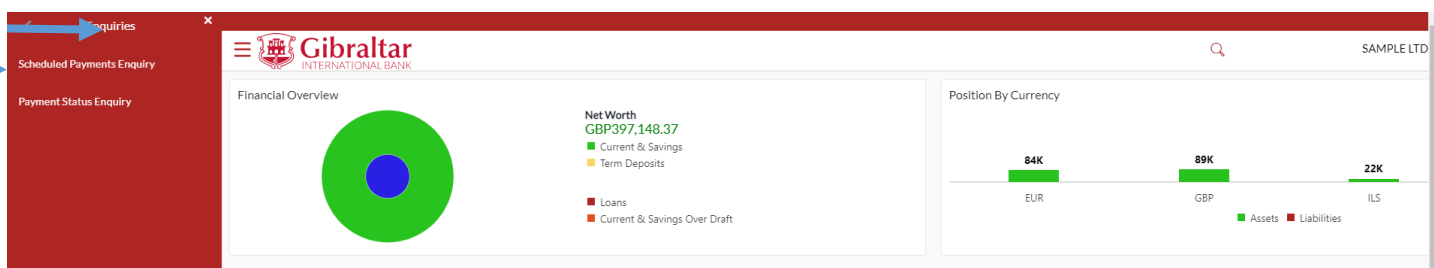 Enquiries
Scheduled Payments Enquiry
Payment Status Enquiry
Gibraltar
INTERNATIONAL BANK
SAMPLE LTD
Financial Overview
Net Worth
GBP397,148.37
Current & Savings
Term Deposits
Loans
Current & Savings Over Draft
Position By Currency
84K 89K 22K
EUR GBP ILS
Assets Liabilities